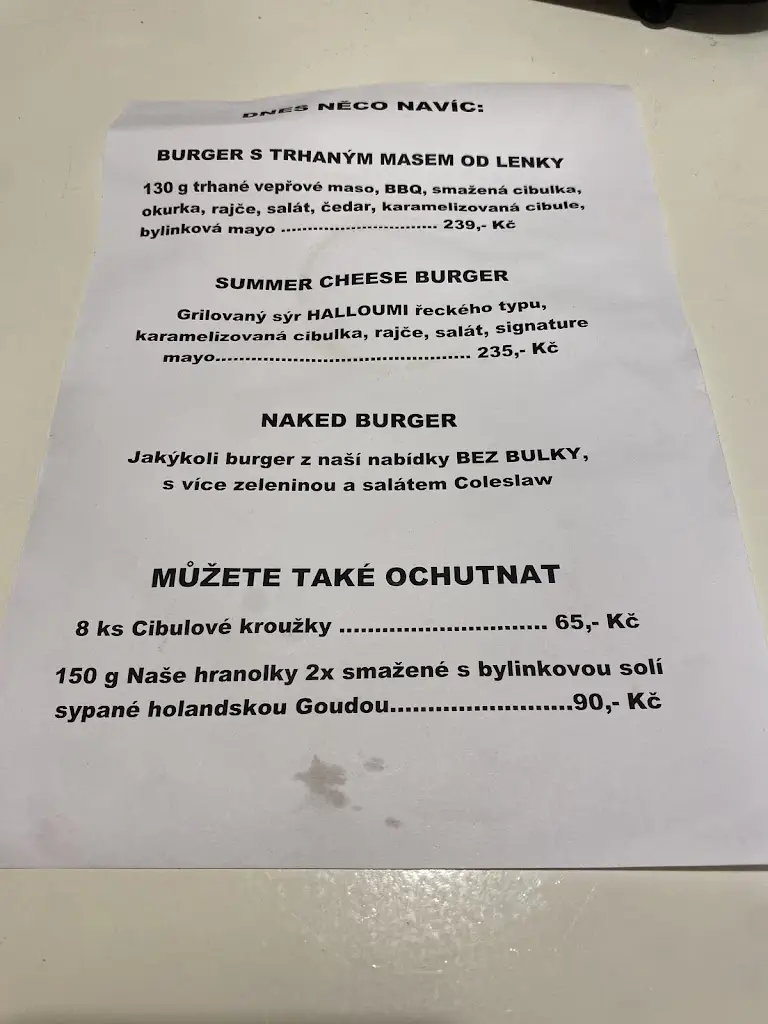 DNES NĚCO NAVÍC:
BURGER S TRHANÝM MASEM OD LENKY
130 g trhané vepřové maso, BBQ, smažená cibulka,
okurka, rajče, salát, čedar, karamelizovaná cibule,
bylinková mayo ............................. 239,- Kč
SUMMER CHEESE BURGER
Grilovaný sýr HALLOUMI řeckého typu,
karamelizovaná cibulka, rajče, salát, signature
mayo........................................... 235,- Kč
NAKED BURGER
Jakýkoli burger z naší nabídky BEZ BULKY,
s více zeleninou a salátem Coleslaw
MŮŽETE TAKÉ OCHUTNAT
8 ks Cibulové kroužky ............................. 65,- Kč
150 g Naše hranolky 2x smažené s bylinkovou solí
sypané holandskou Goudou.......................90,- Kč